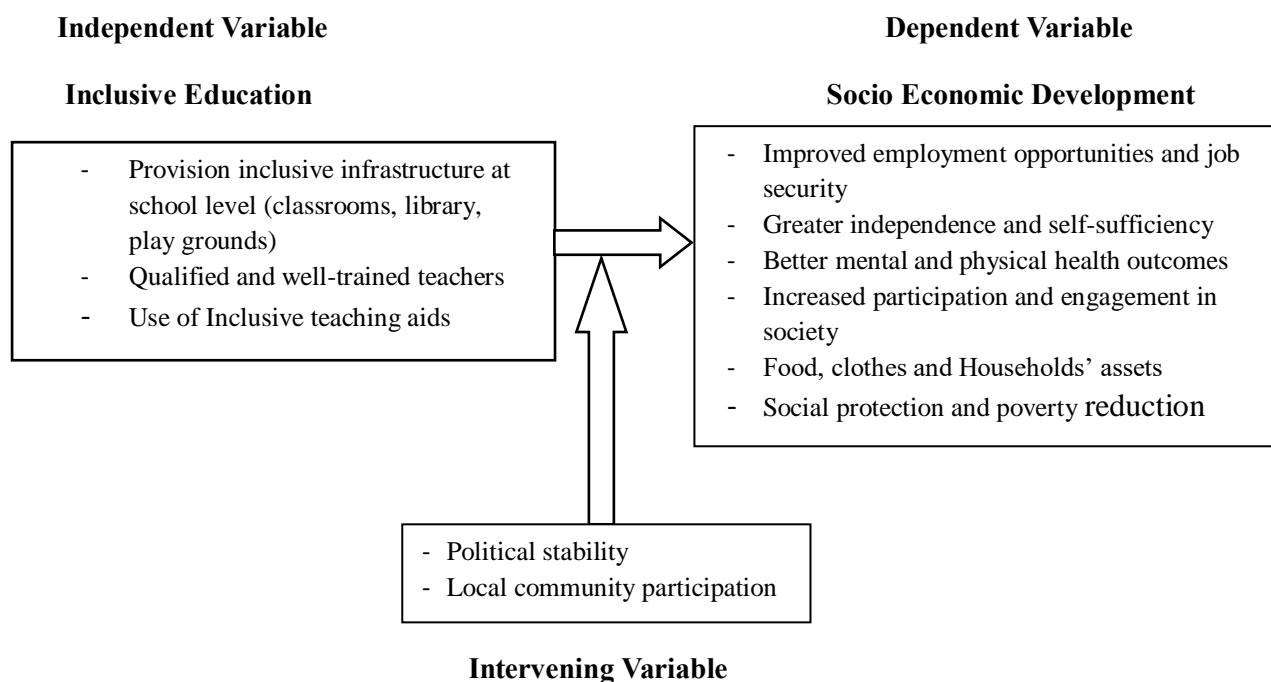 Independent Variable
Dependent Variable
Inclusive Education
Socio Economic Development
- Provision inclusive infrastructure at
school level (classrooms, library,
play grounds)
- Qualified and well-trained teachers
- Use of Inclusive teaching aids
- Improved employment opportunities and job
security
- Greater independence and self-sufficiency
- Better mental and physical health outcomes
- Increased participation and engagement in
society
- Food, clothes and Households’ assets
- Social protection and poverty reduction
- Political stability
- Local community participation
Intervening Variable